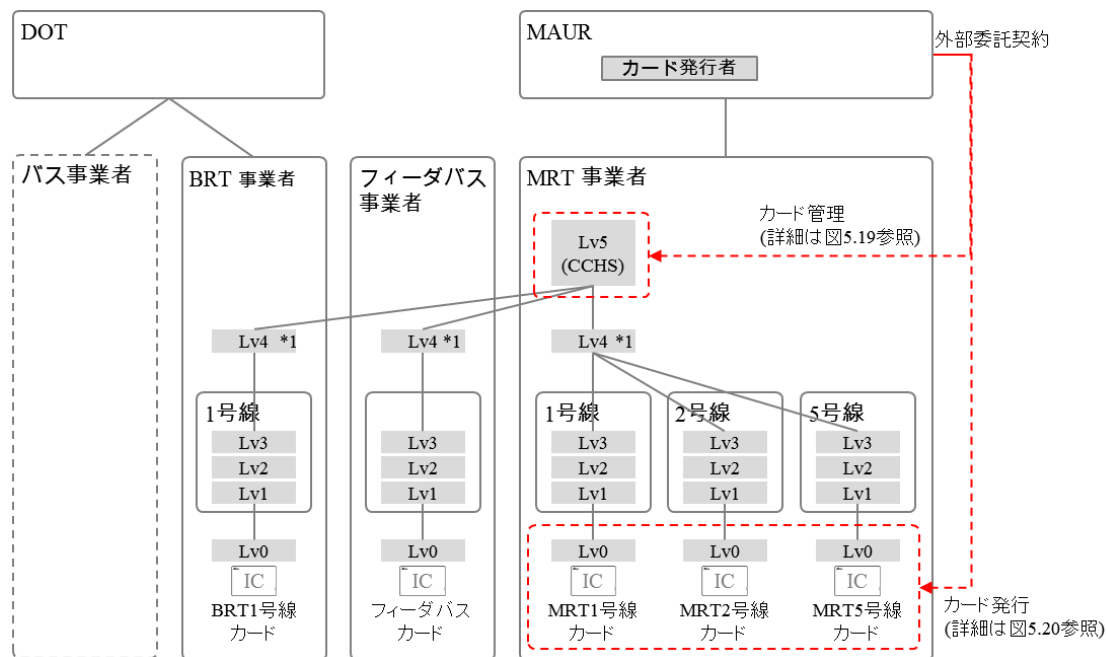 DOT
MAUR
カード発行者
外部委託契約
バス事業者
BRT 事業者
フィーダバス
事業者
MRT 事業者
カード管理
(詳細は図5.19参照)
Lv5
(CCHS)
Lv4 *1
Lv4 *1
Lv4 *1
1号線
1号線
2号線
5号線
Lv3
Lv3
Lv3
Lv3
Lv3
Lv2
Lv2
Lv2
Lv2
Lv2
Lv1
Lv1
Lv1
Lv1
Lv1
Lv0
Lv0
Lv0
Lv0
Lv0
IC
IC
IC
IC
IC
BRT1号線
カード
フィーダバス
カード
MRT1号線
カード
MRT2号線
カード
MRT5号線
カード
カード発行
(詳細は図5.20参照)